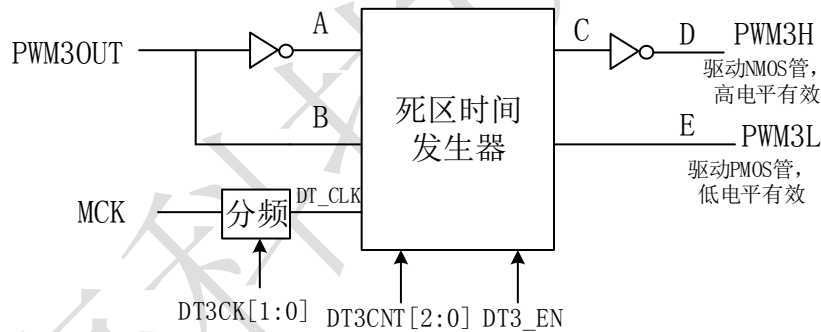 PWM3OUT
A
B
C
D
E
PWM3H
驱动NMOS管，
高电平有效
死区时间
发生器
PWM3L
驱动PMOS管，
低电平有效
MCK
分频
DT_CLK
DT3CK[1:0]
DT3CNT[2:0]
DT3_EN